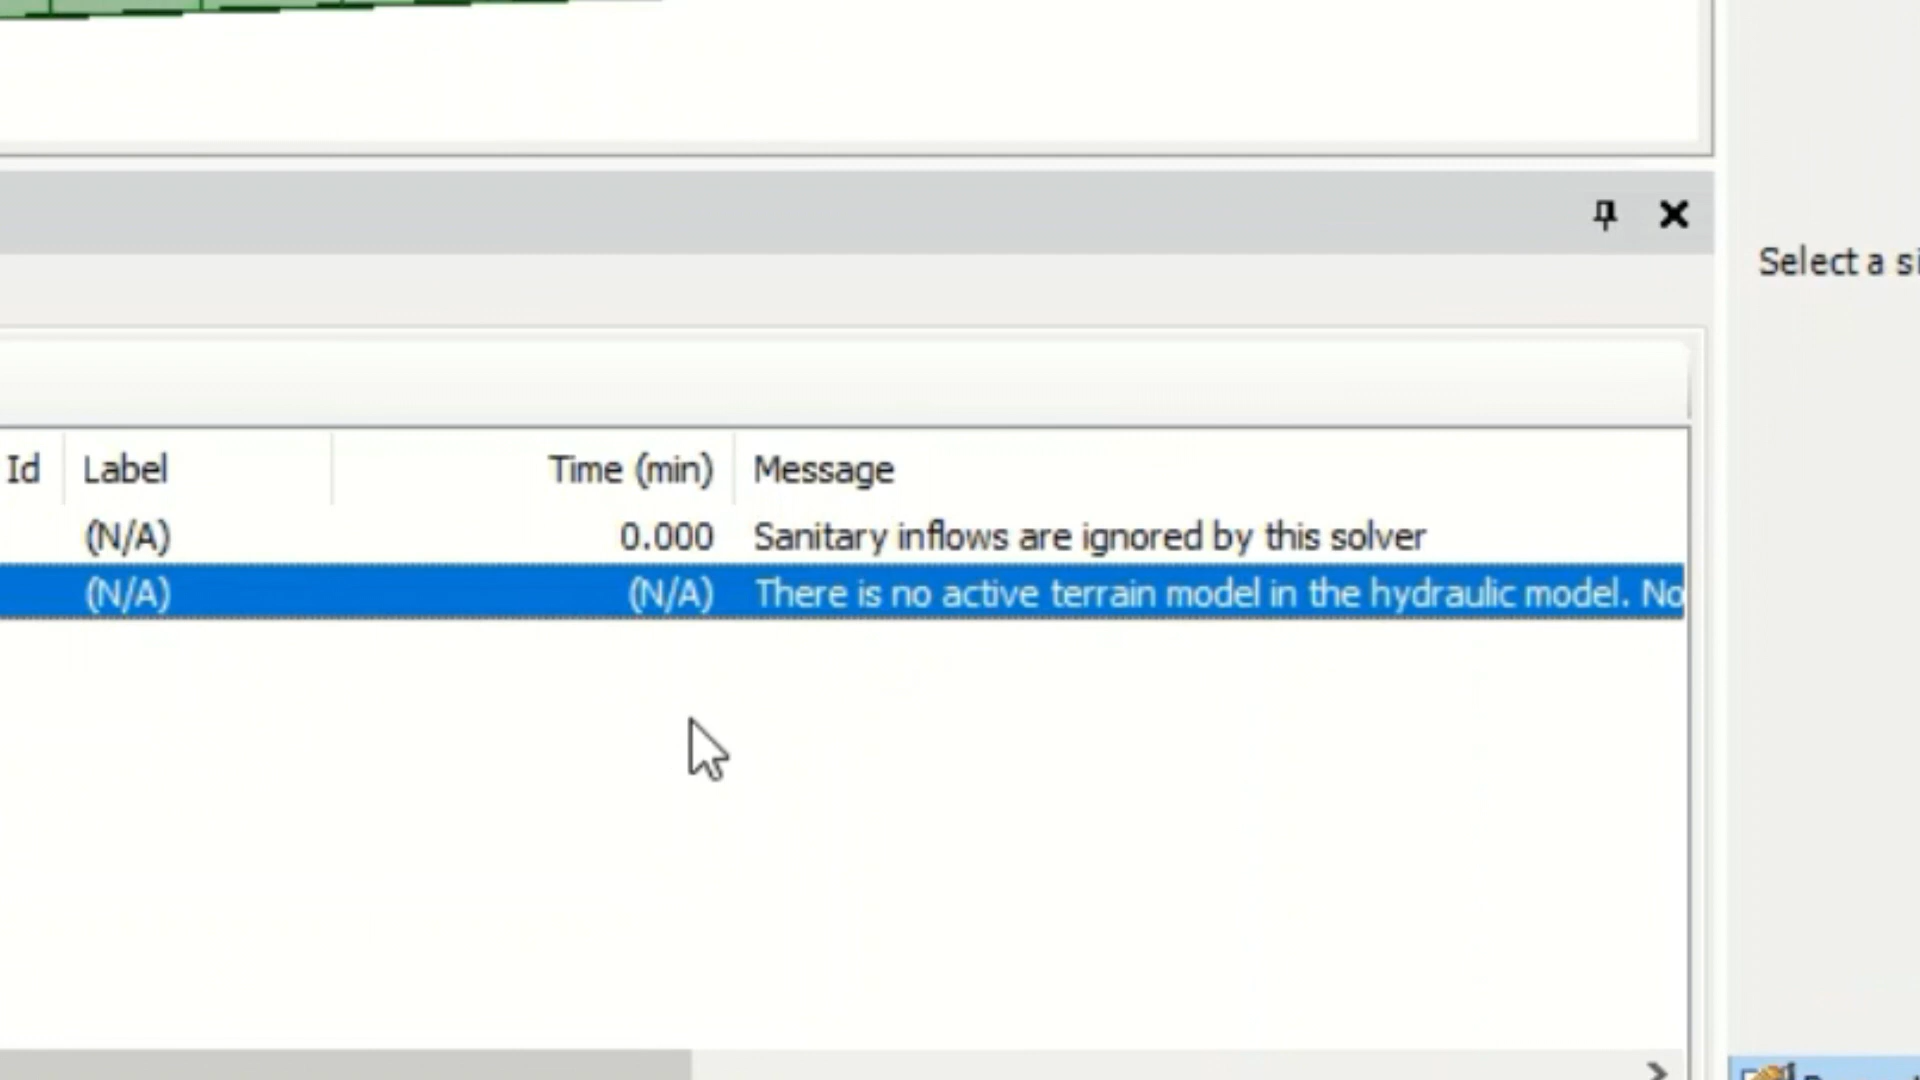 Select a
Id Label Time (min) Message
(N/A) 0.000 Sanitary inflows are ignored by this solver
(N/A) (N/A) There is no active terrain model in the hydraulic model. No